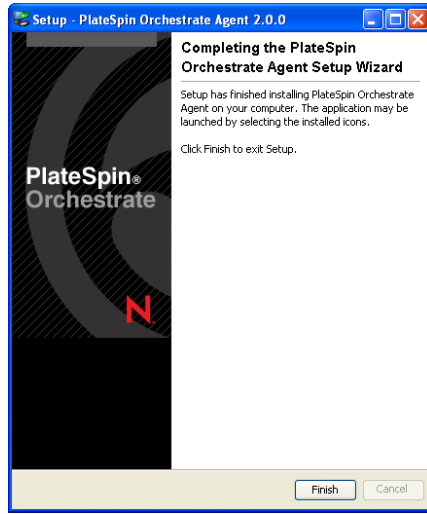 Setup - PlateSpin Orchestrate Agent 2.0.0
Completing the PlateSpin
Orchestrate Agent Setup Wizard
Setup has finished installing PlateSpin Orchestrate
Agent on your computer. The application may be
launched by selecting the installed icons.
Click Finish to exit Setup.
PlateSpin®
Orchestrate
N.
Finish
Cancel